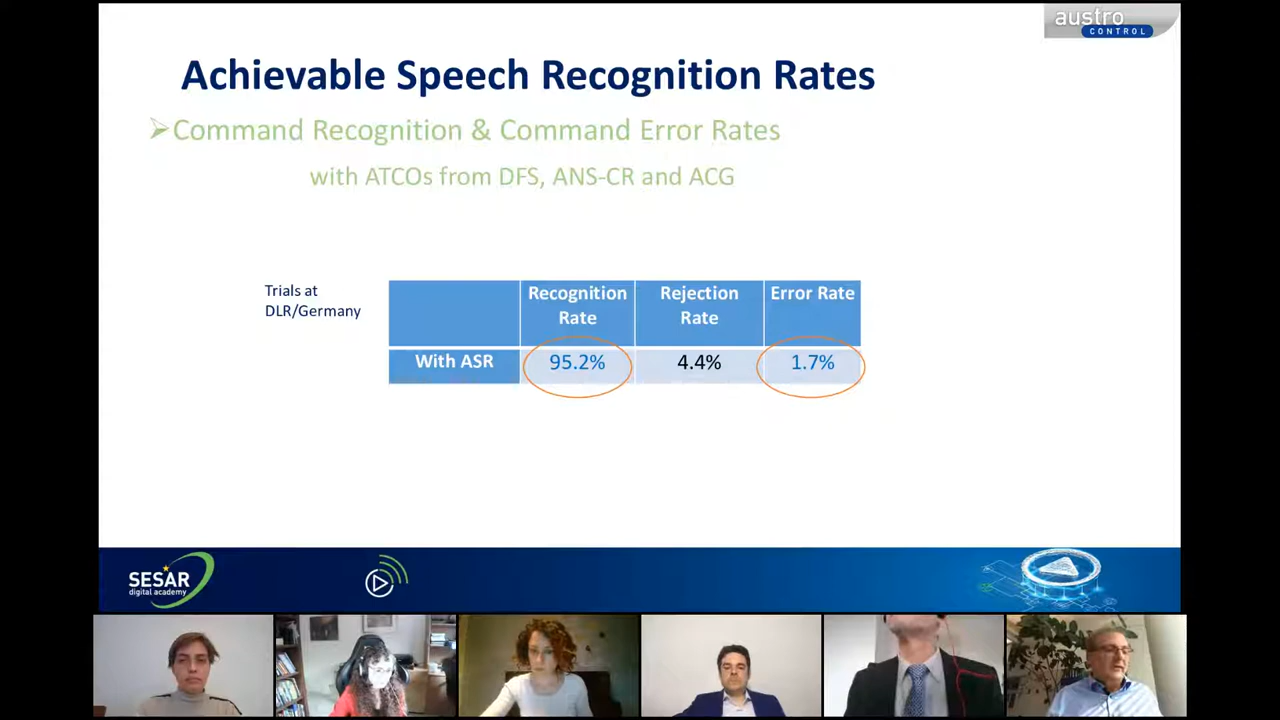 austro
CONTROL
Achievable Speech Recognition Rates
Command Recognition & Command Error Rates
with ATCOs from DFS, ANS-CR and ACG
Trials at
DLR/Germany
Recognition
Rate
Rejection
Rate
Error Rate
With ASR
95.2%
4.4%
1.7%
SESAR
digital academy